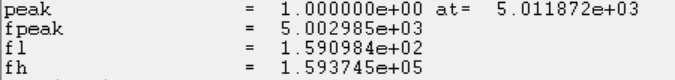 peak = 1.000000e+00 at= 5.011872e+03
fpeak = 5.002985e+03
fl = 1.590984e+02
fh = 1.593745e+05